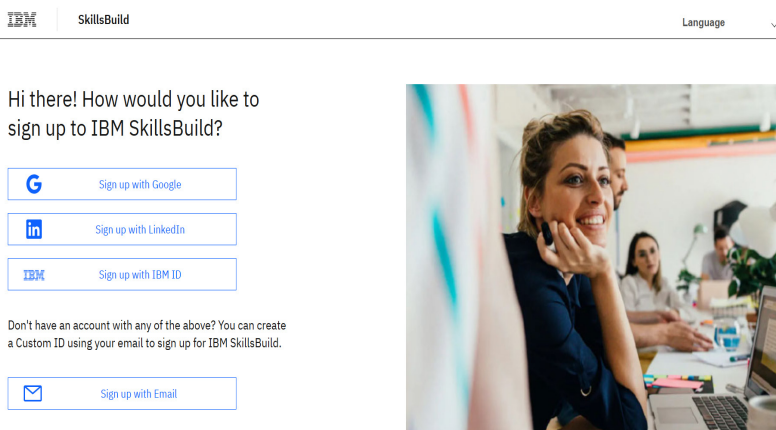 IBM SkillsBuild Language
Hi there! How would you like to
sign up to IBM SkillsBuild?
Sign up with Google
in Sign up with LinkedIn
IBM Sign up with IBM ID
Don't have an account with any of the above? You can create
a Custom ID using your email to sign up for IBM SkillsBuild.
Sign up with Email